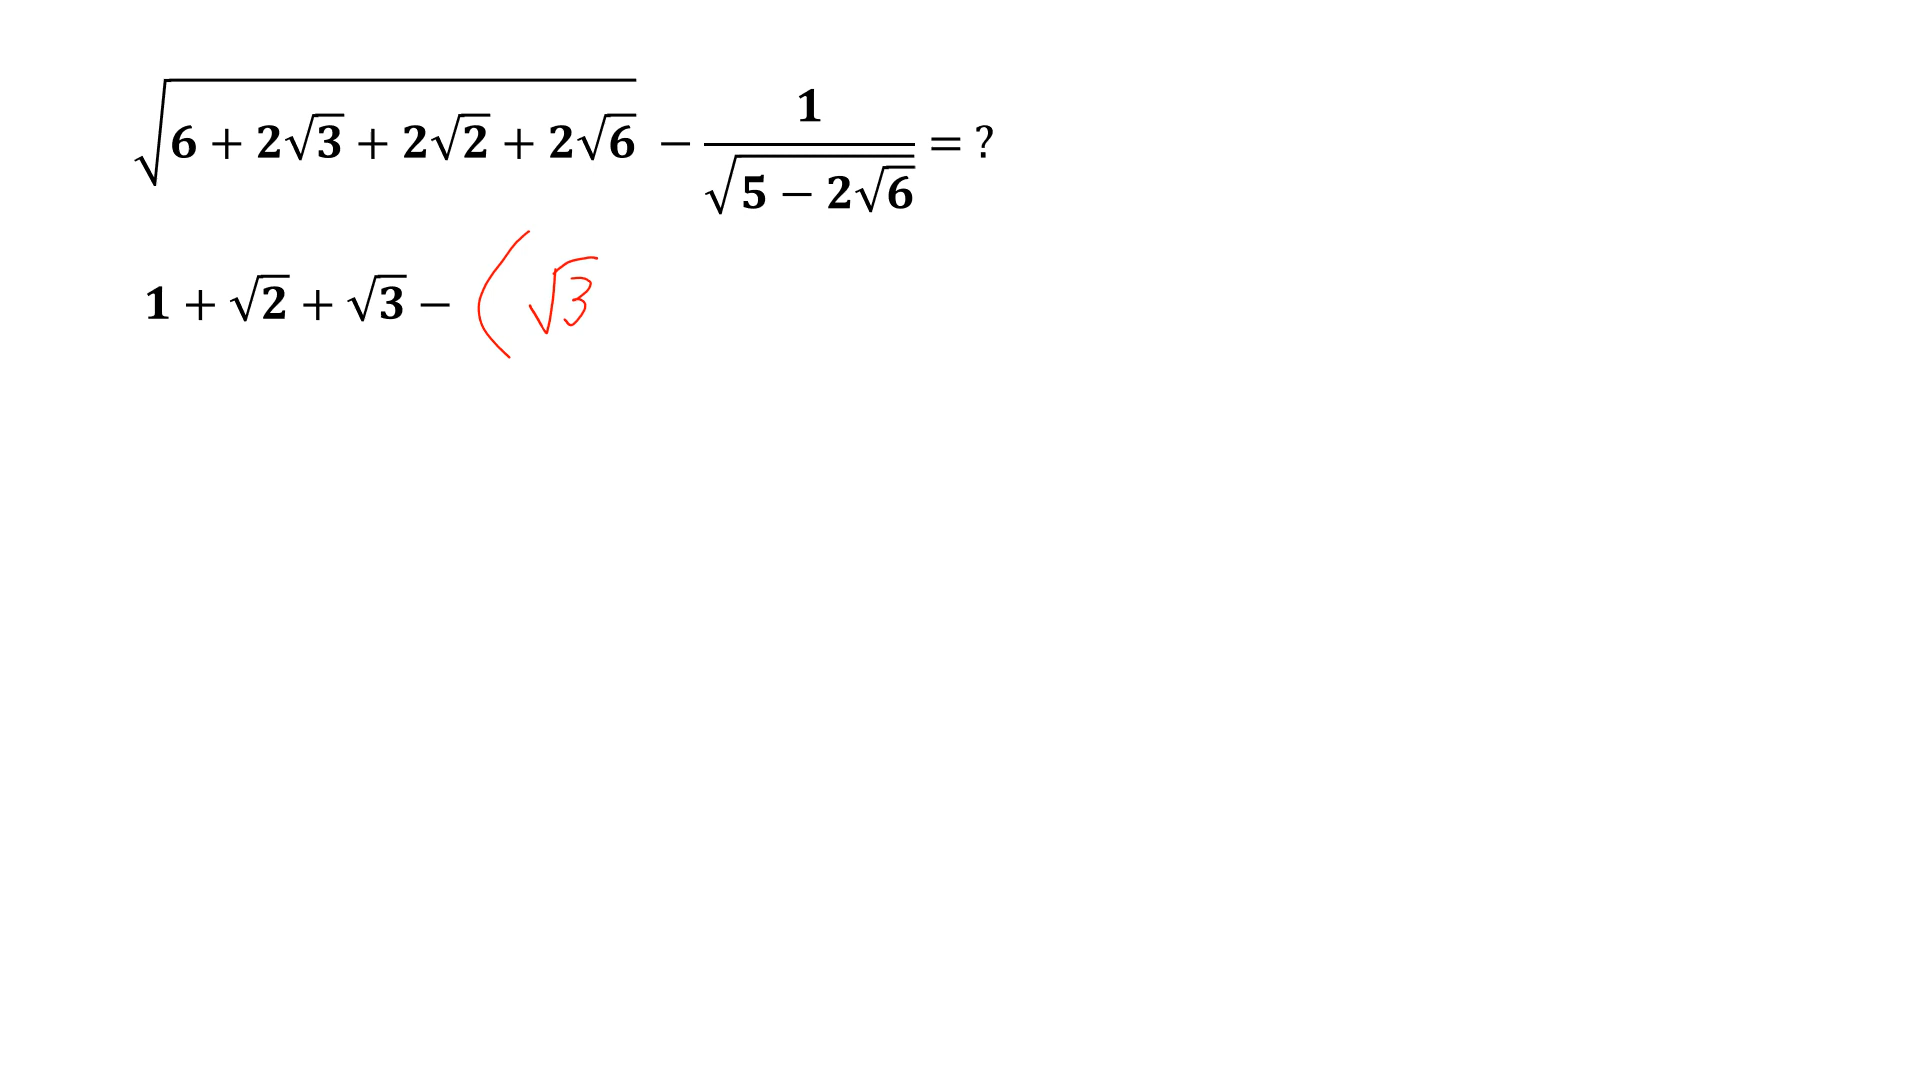 √(6 + 2√3 + 2√2 + 2√6) − 1/√(5 − 2√6) = ?
1 + √2 + √3 − (√3